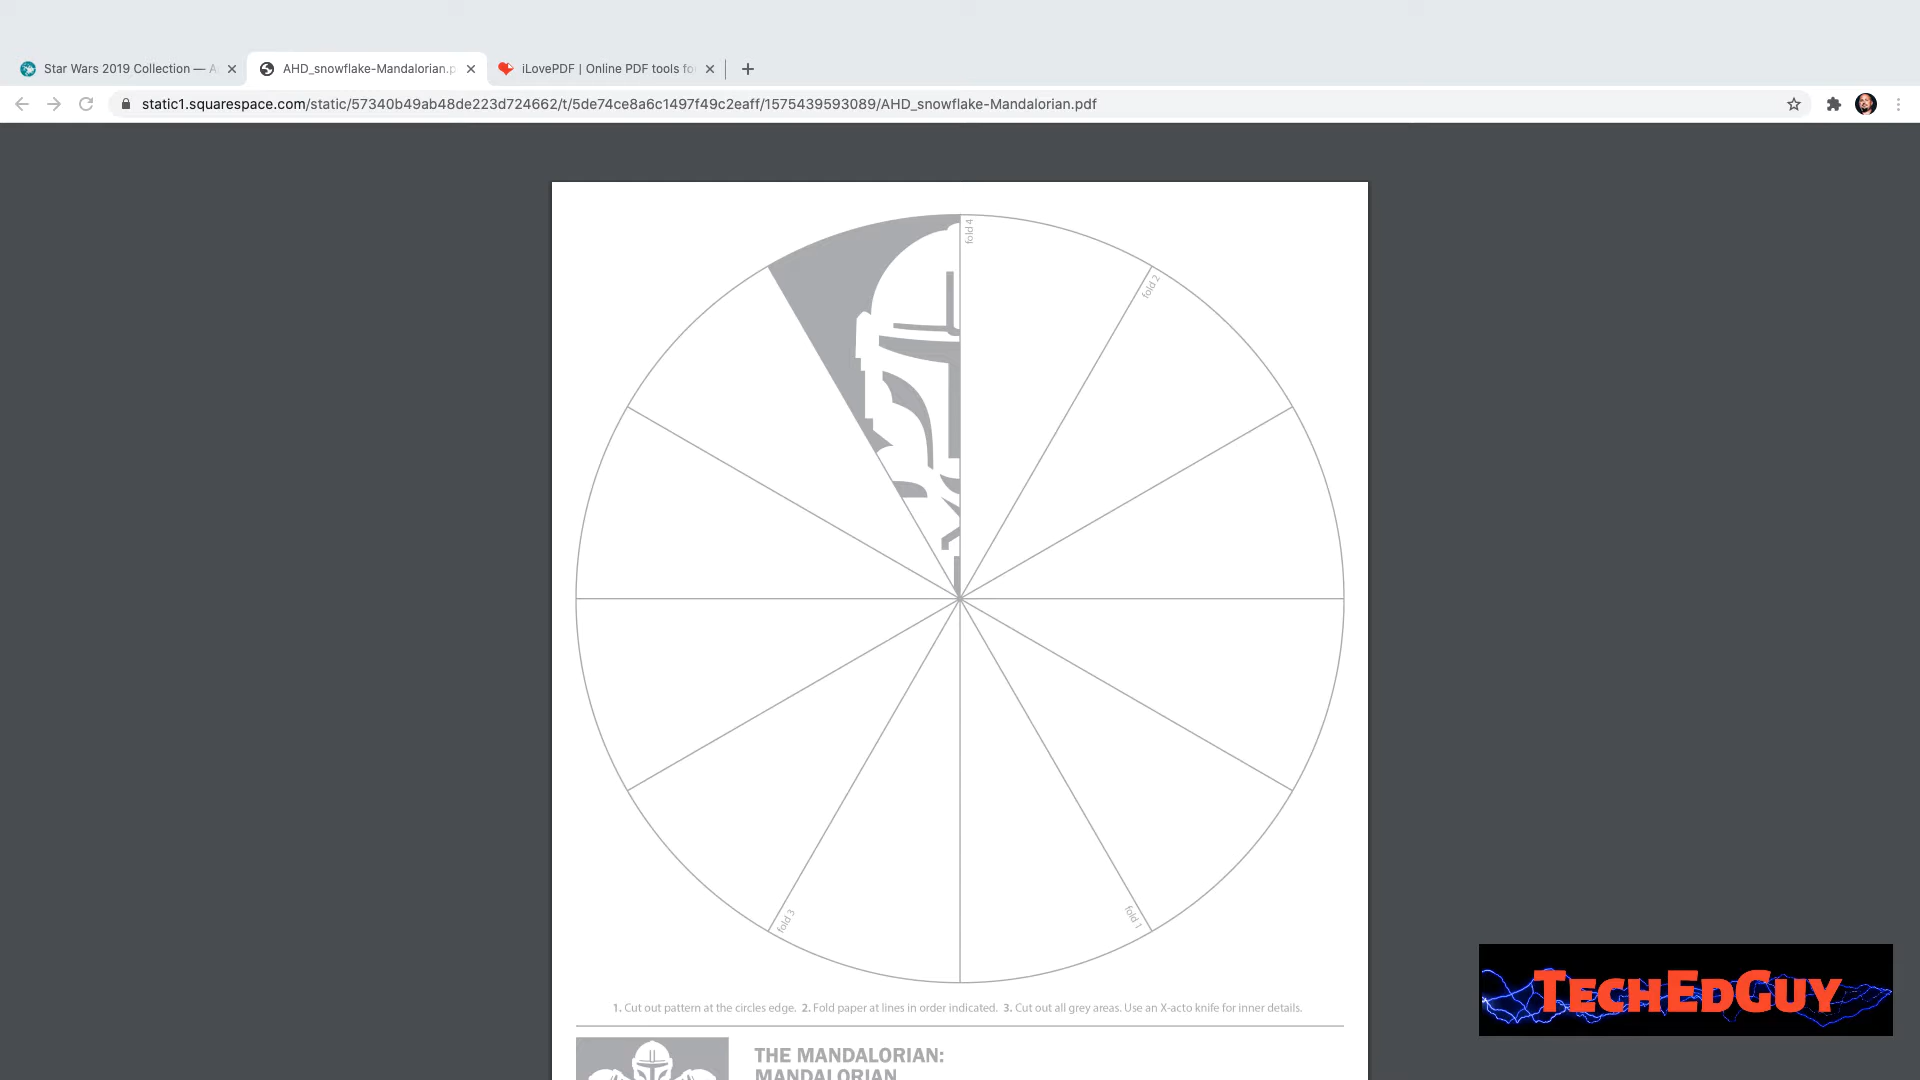 Star Wars 2019 Collection — A
AHD_snowflake-Mandalorian.p
iLovePDF | Online PDF tools fo
static1.squarespace.com/static/57340b49ab48de223d724662/t/5de74ce8a6c1497f49c2eaff/1575439593089/AHD_snowflake-Mandalorian.pdf
fold 4
fold 2
fold 3
fold 1
1. Cut out pattern at the circles edge. 2. Fold paper at lines in order indicated. 3. Cut out all grey areas. Use an X-acto knife for inner details.
THE MANDALORIAN:
MANDALORIAN
TECHEDGUY